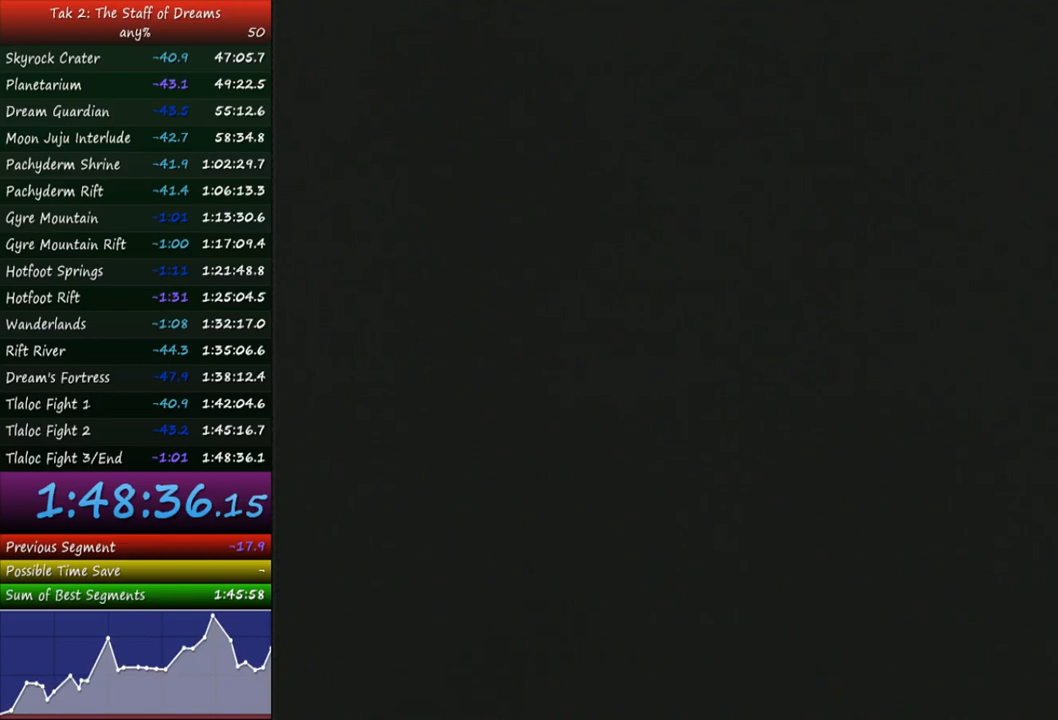 Tak 2: The Staff of Dreams
any% 50
Skyrock Crater -40.9 47:05.7
Planetarium -43.1 49:22.5
Dream Guardian -43.5 55:12.6
Moon Juju Interlude -42.7 58:34.8
Pachyderm Shrine -41.9 1:02:29.7
Pachyderm Rift -41.4 1:06:13.3
Gyre Mountain -1:01 1:13:30.6
Gyre Mountain Rift -1:00 1:17:09.4
Hotfoot Springs -1:11 1:21:48.8
Hotfoot Rift -1:31 1:25:04.5
Wanderlands -1:08 1:32:17.0
Rift River -44.3 1:35:06.6
Dream's Fortress -47.9 1:38:12.4
Tlaloc Fight 1 -40.9 1:42:04.6
Tlaloc Fight 2 -43.2 1:45:16.7
Tlaloc Fight 3/End -1:01 1:48:36.1
1:48:36.15
Previous Segment -17.9
Possible Time Save -
Sum of Best Segments 1:45:58